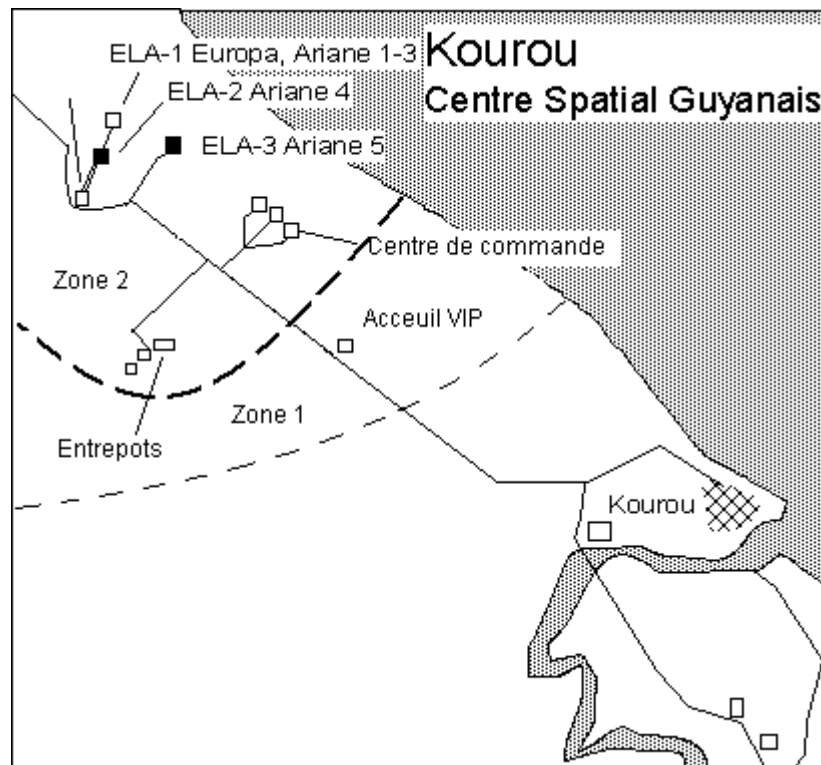 ELA-1 Europa, Ariane 1-3
Kourou
ELA-2 Ariane 4
Centre Spatial Guyanais
ELA-3 Ariane 5
Centre de commande
Zone 2
Acceuil VIP
Zone 1
Entrepots
Kourou